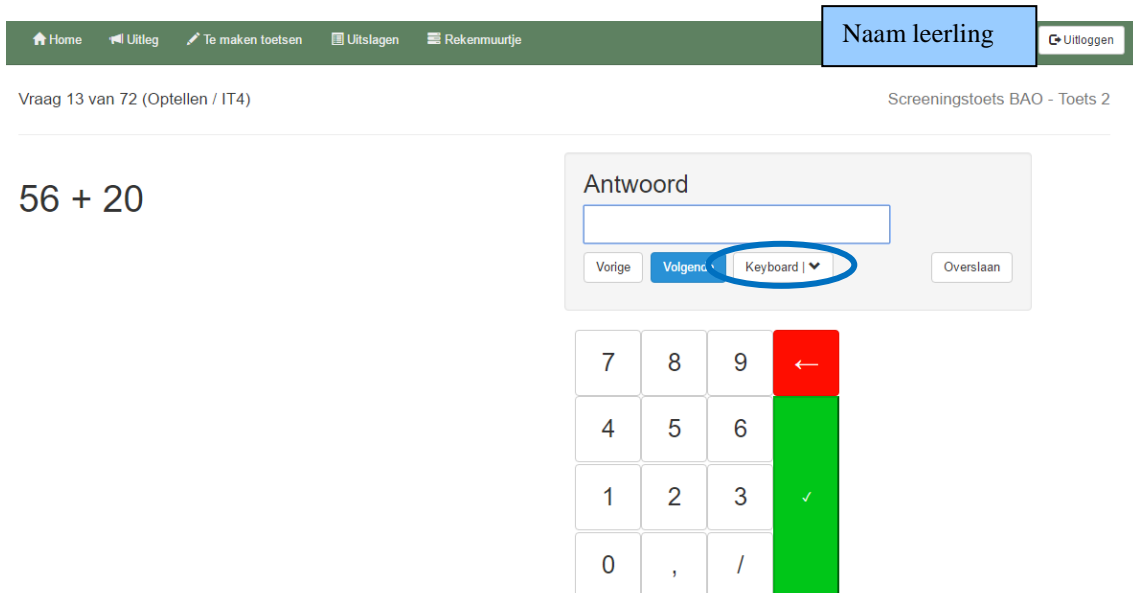 Home Uitleg Te maken toetsen Uitslagen Rekenmuurtje Naam leerling Uitloggen
Vraag 13 van 72 (Optellen / IT4) Screeningstoets BAO - Toets 2
56 + 20
Antwoord
Vorige Keyboard | Overslaan
7 8 9 ←
4 5 6
1 2 3 ✓
0 , /